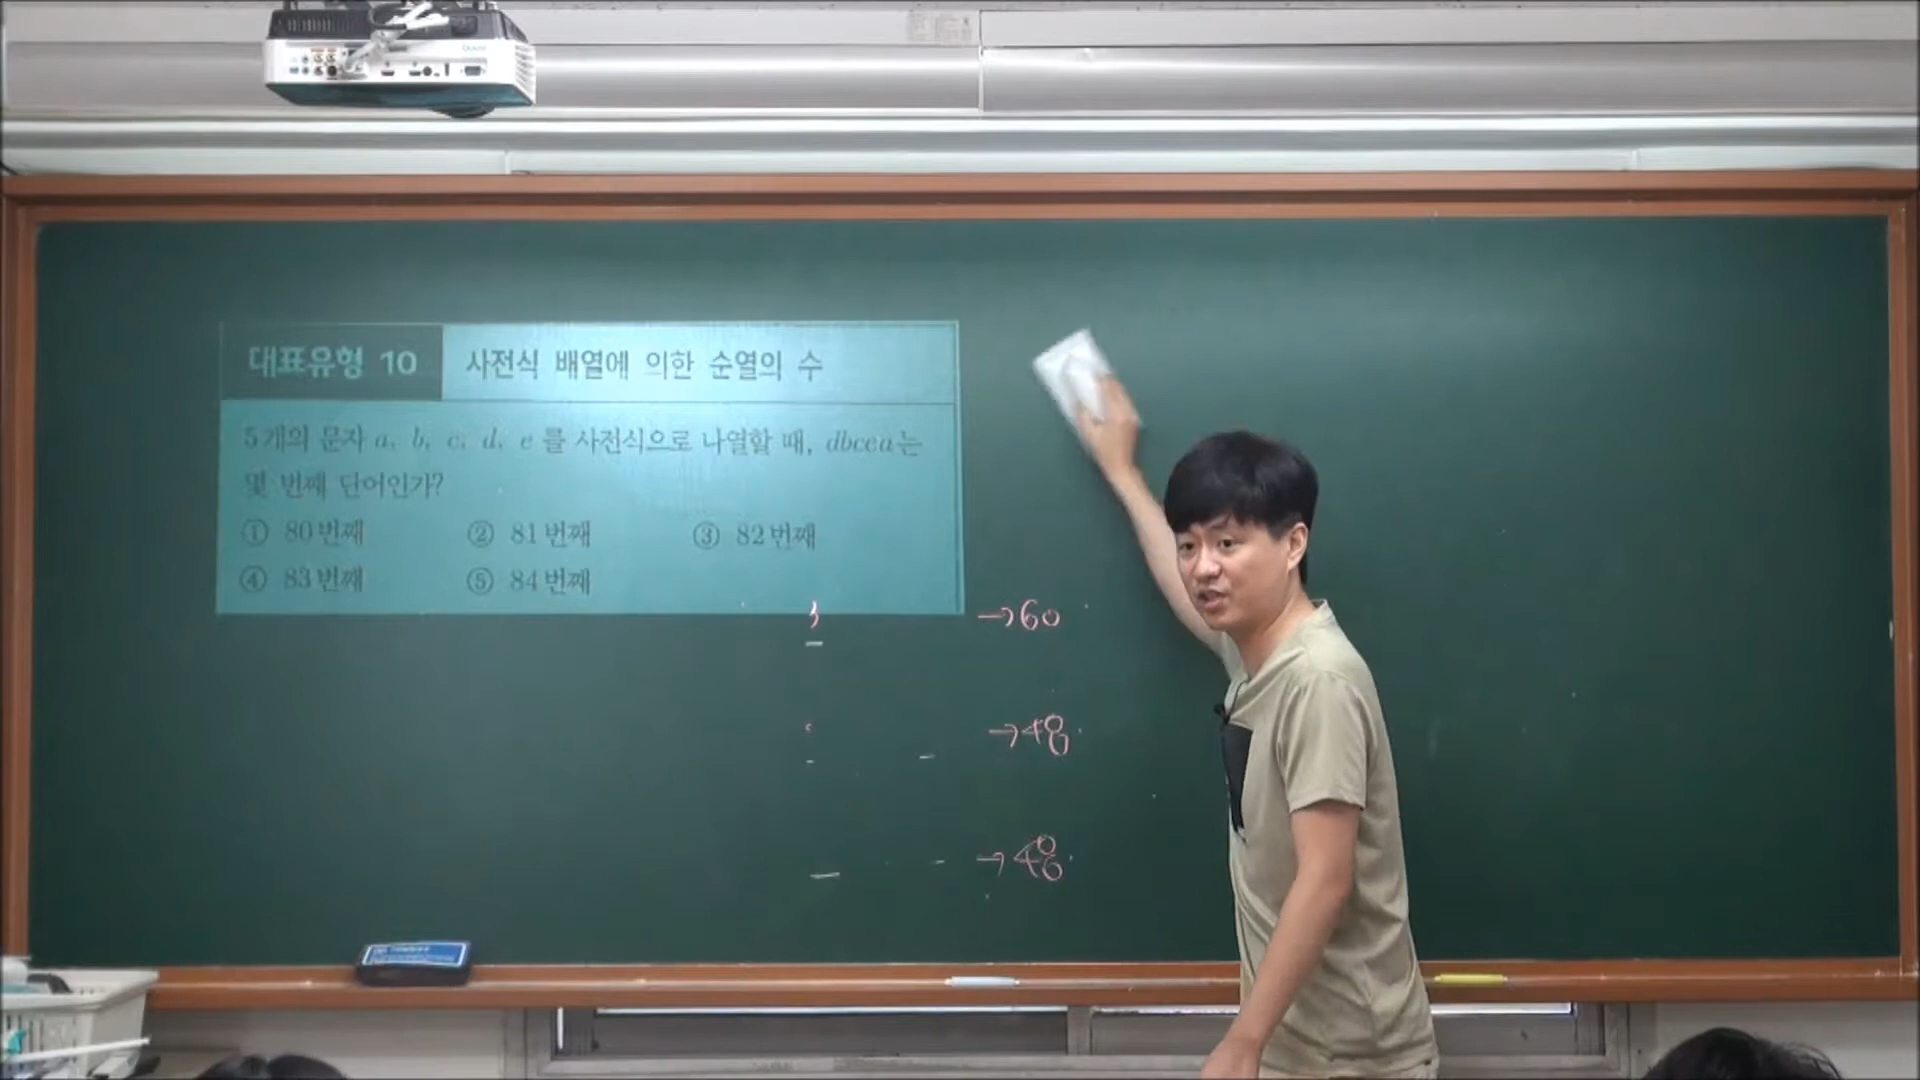 대표유형 10 사전식 배열에 의한 순열의 수
5개의 문자 a, b, c, d, e 를 사전식으로 나열할 때, dbcea는
몇 번째 단어인가?
① 80번째 ② 81번째 ③ 82번째
④ 83번째 ⑤ 84번째
→60
→48
→48